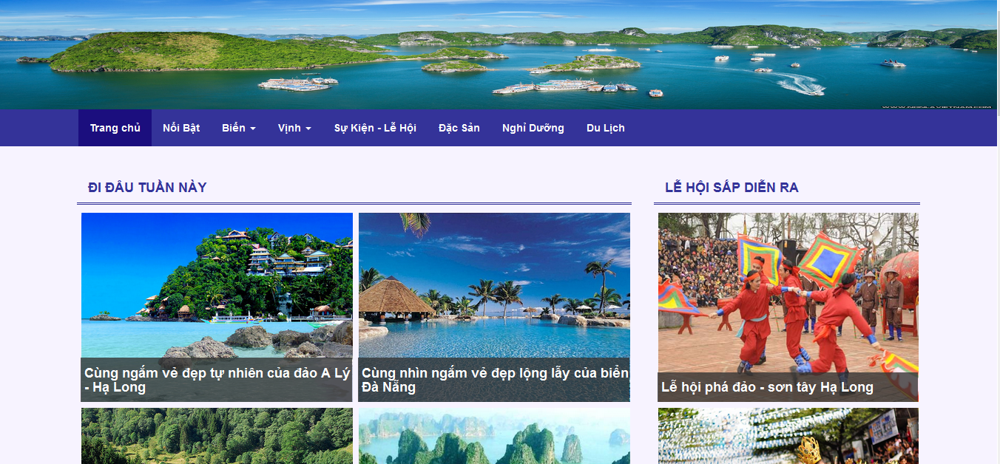 Trang chủ Nổi Bật Biển Vịnh Sự Kiện - Lễ Hội Đặc Sản Nghỉ Dưỡng Du Lịch
ĐI ĐÂU TUẦN NÀY
Cùng ngắm vẻ đẹp tự nhiên của đảo A Lý
- Hạ Long
Cùng nhìn ngắm vẻ đẹp lộng lẫy của biển
Đà Nẵng
LỄ HỘI SẮP DIỄN RA
Lễ hội phá đảo - sơn tây Hạ Long